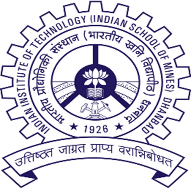 INDIAN INSTITUTE OF TECHNOLOGY (INDIAN SCHOOL OF MINES) DHANBAD
भारतीय प्रौद्योगिकी संस्थान (भारतीय खनि विद्यापीठ) धनबाद
1926
उत्तिष्ठत जाग्रत प्राप्य वरान्निबोधत